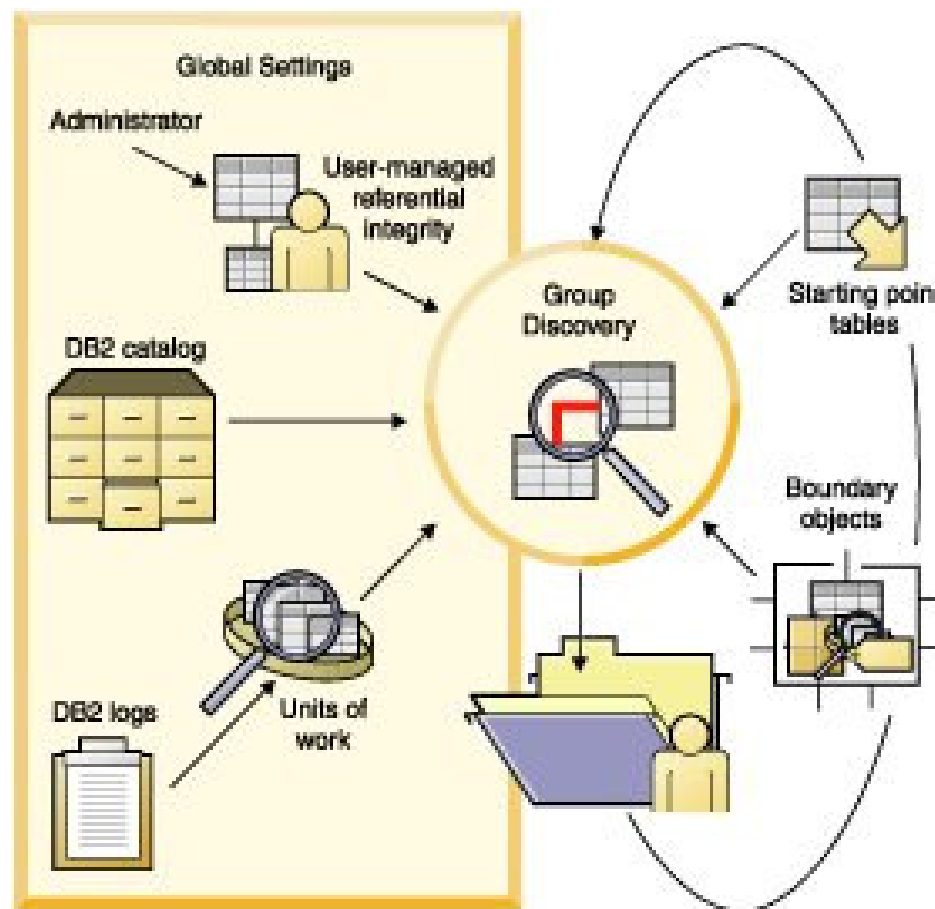 Global Settings
Administrator
User-managed
referential
integrity
Group
Discovery
Starting poin
tables
DB2 catalog
Boundary
objects
Units of
work
DB2 logs